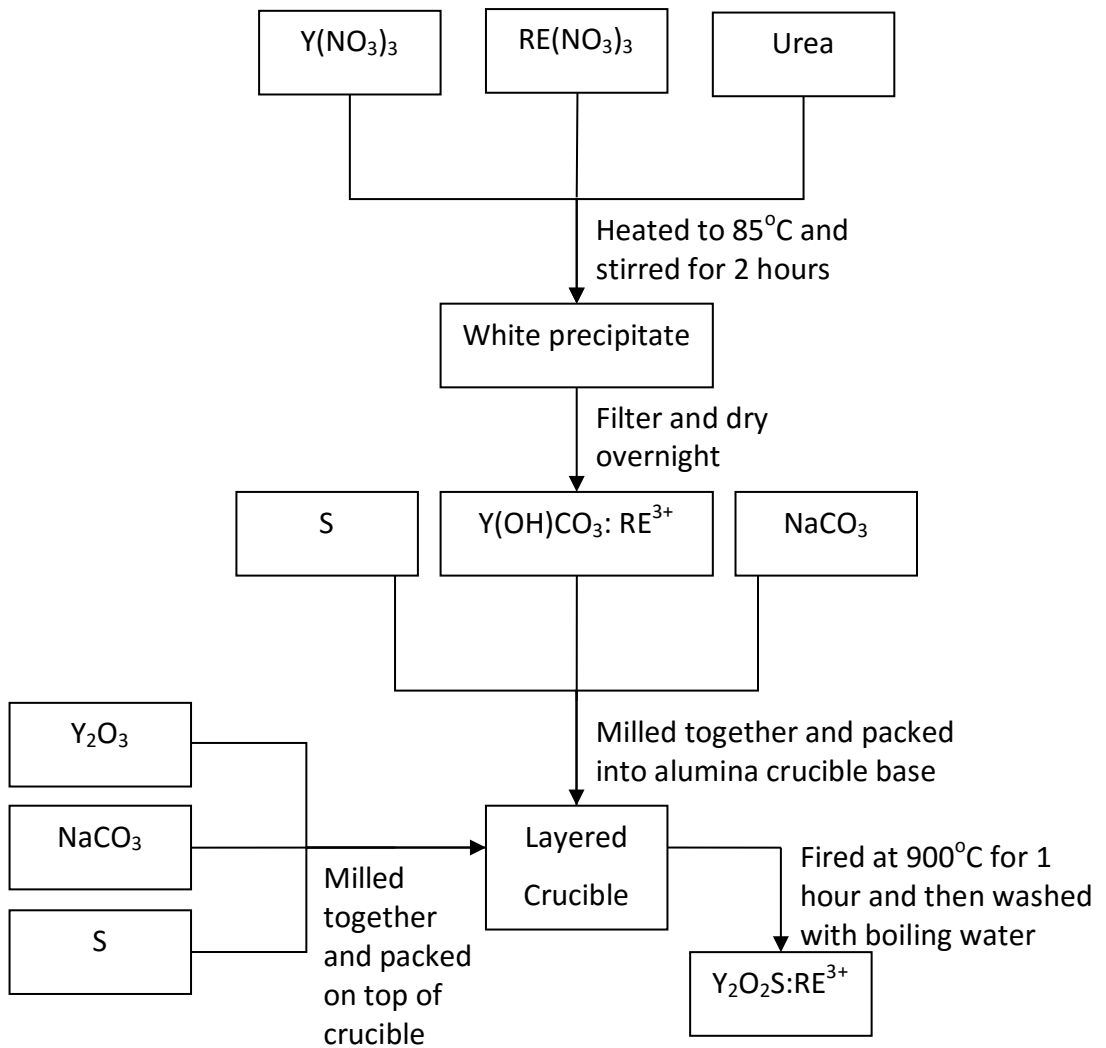 Y(NO₃)₃
RE(NO₃)₃
Urea
Heated to 85°C and
stirred for 2 hours
White precipitate
Filter and dry
overnight
S
Y(OH)CO₃: RE³⁺
NaCO₃
Milled together and packed
into alumina crucible base
Y₂O₃
NaCO₃
S
Milled
together
and packed
on top of
crucible
Layered
Crucible
Fired at 900°C for 1
hour and then washed
with boiling water
Y₂O₂S:RE³⁺